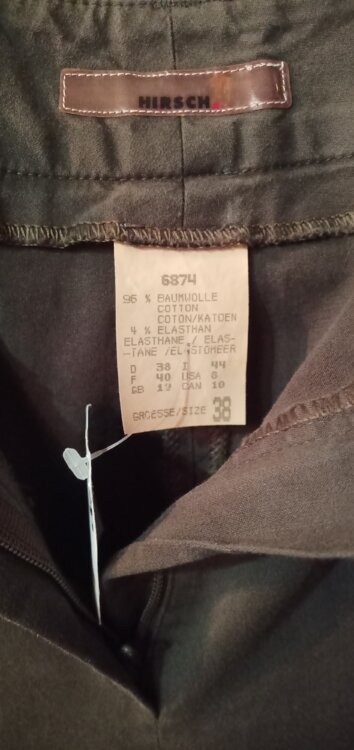 HIRSCH.
6874
96 % BAUMWOLLE
COTTON
COTON/KATOEN
4 % ELASTHAN
ELASTHANE / ELAS-
-TANE /ELASTOMEER
D 38 I 44
F 40 USA 8
GB 12 CAN 10
GROESSE/SIZE 38